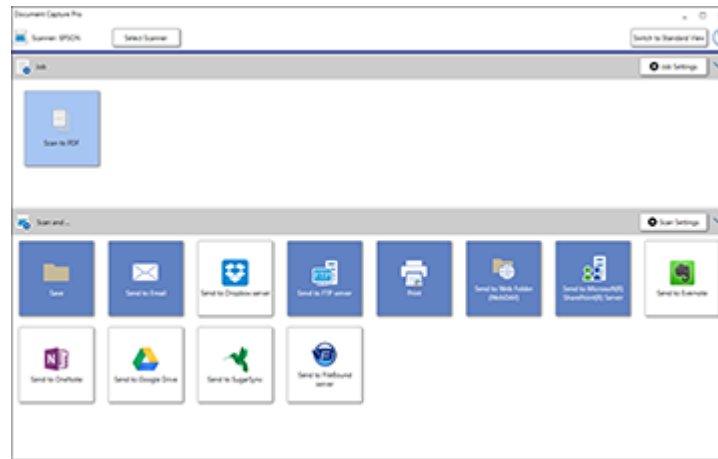 Document Capture Pro
Scanner: EPSON
Select Scanner
Switch to Standard View
Job
Job Settings
Scan to PDF
Scan and ...
Scan Settings
Save
Send to Email
Send to Dropbox server
Send to FTP server
Print
Send to Web Folder
(WebDAV)
Send to Microsoft(R)
SharePoint(R) Server
Send to Evernote
Send to OneNote
Send to Google Drive
Send to SugarSync
Send to FileBound
server